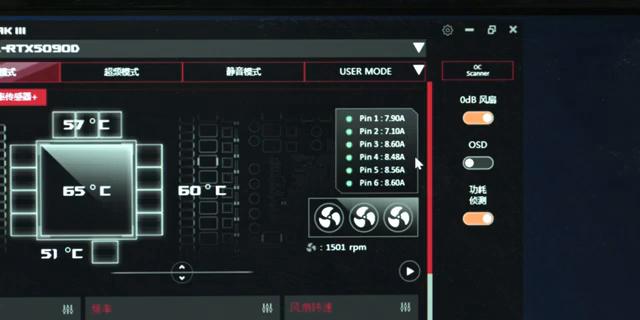 AK III
-RTX5090D
模式
超频模式
静音模式
USER MODE
OC
Scanner
率传感器+
57°C
65°C
60°C
51°C
Pin 1 : 7.90A
Pin 2 : 7.10A
Pin 3 : 8.60A
Pin 4 : 8.48A
Pin 5 : 8.56A
Pin 6 : 8.60A
: 1501 rpm
0dB 风扇
OSD
功耗
侦测
频率
风扇转速